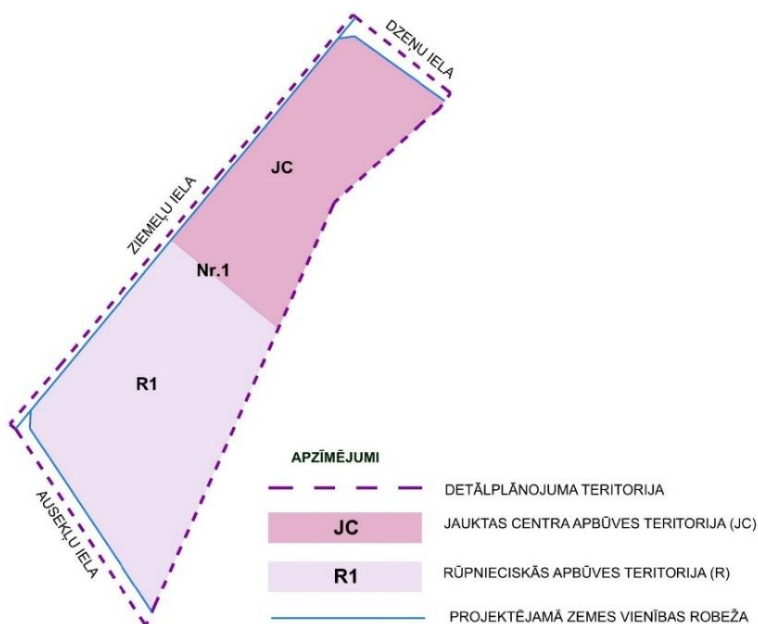 DZEŅU IELA
JC
ZIEMEĻU IELA
Nr.1
R1
AUSEKĻU IELA
APZĪMĒJUMI
DETĀLPLĀNOJUMA TERITORIJA
JC
JAUKTAS CENTRA APBŪVES TERITORIJA (JC)
R1
RŪPNIECISKĀS APBŪVES TERITORIJA (R)
PROJEKTĒJAMĀ ZEMES VIENĪBAS ROBEŽA